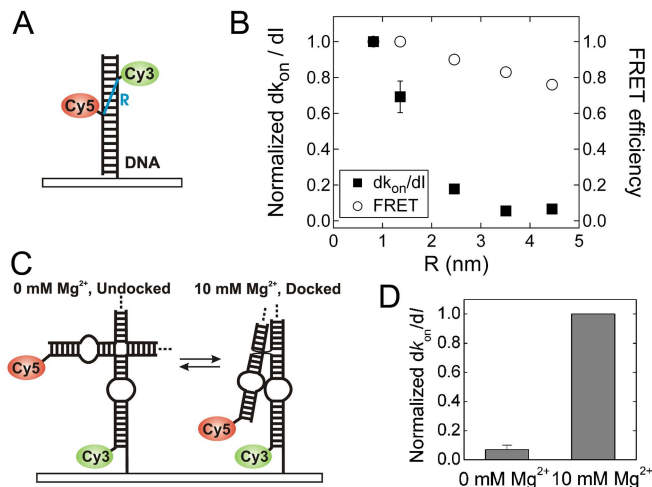 A
Cy3
Cy5
R
DNA
B
Normalized dk_on / dI
1.0
0.8
0.6
0.4
0.2
0.0
1.0
0.8
0.6
0.4
0.2
0.0
FRET efficiency
dk_on/dI
FRET
0 1 2 3 4 5
R (nm)
C
0 mM Mg²⁺, Undocked
10 mM Mg²⁺, Docked
Cy5
Cy3
Cy5
Cy3
D
Normalized dk_on/dI
1.0
0.8
0.6
0.4
0.2
0.0
0 mM Mg²⁺ 10 mM Mg²⁺